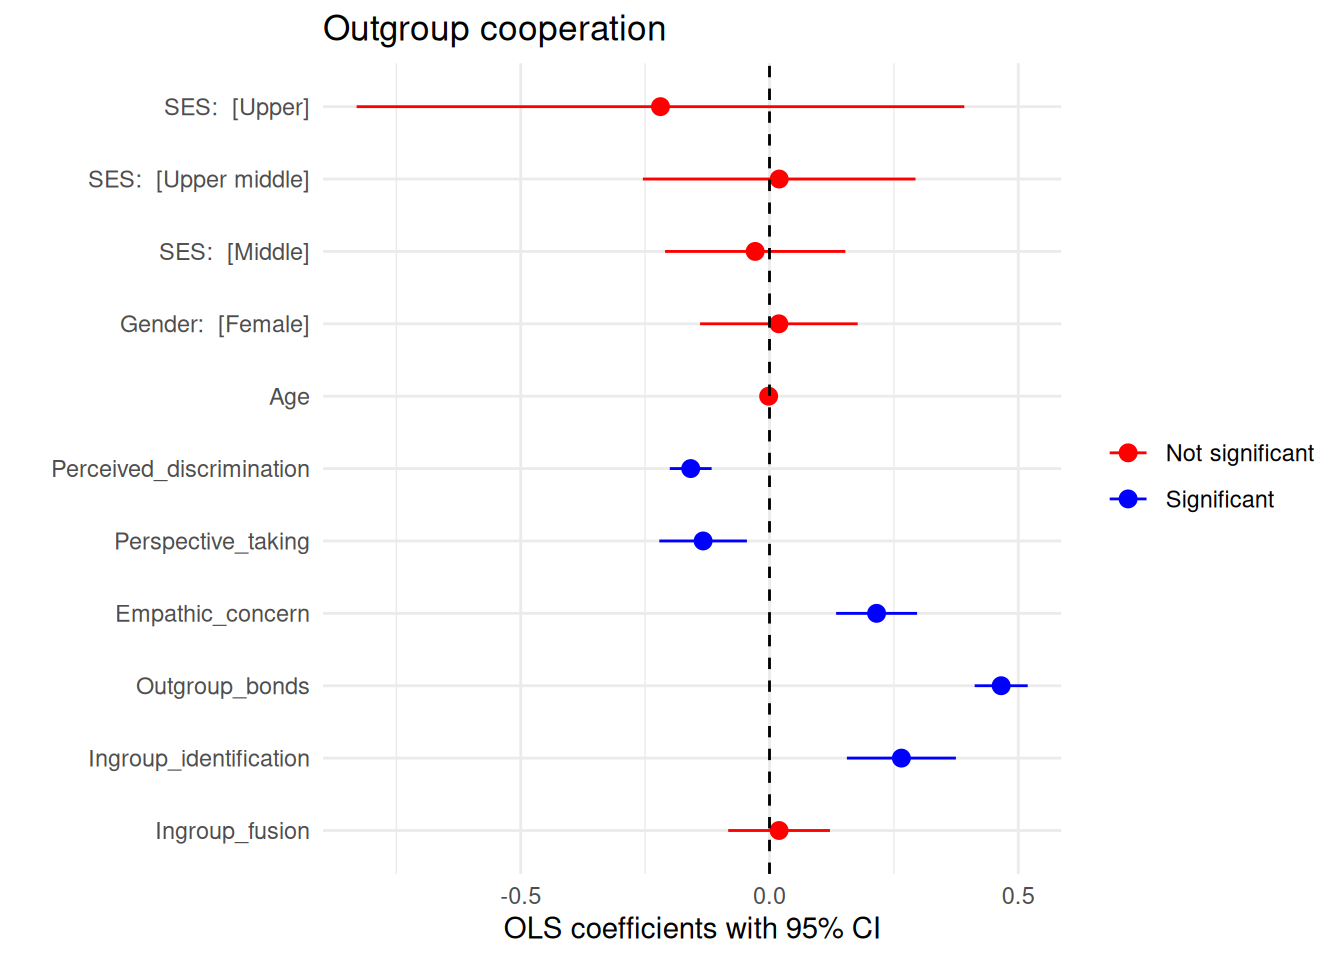 Outgroup cooperation
SES:  [Upper]
SES:  [Upper middle]
SES:  [Middle]
Gender:  [Female]
Age
Perceived_discrimination
Perspective_taking
Empathic_concern
Outgroup_bonds
Ingroup_identification
Ingroup_fusion
-0.5 0.0 0.5
OLS coefficients with 95% CI
Not significant
Significant